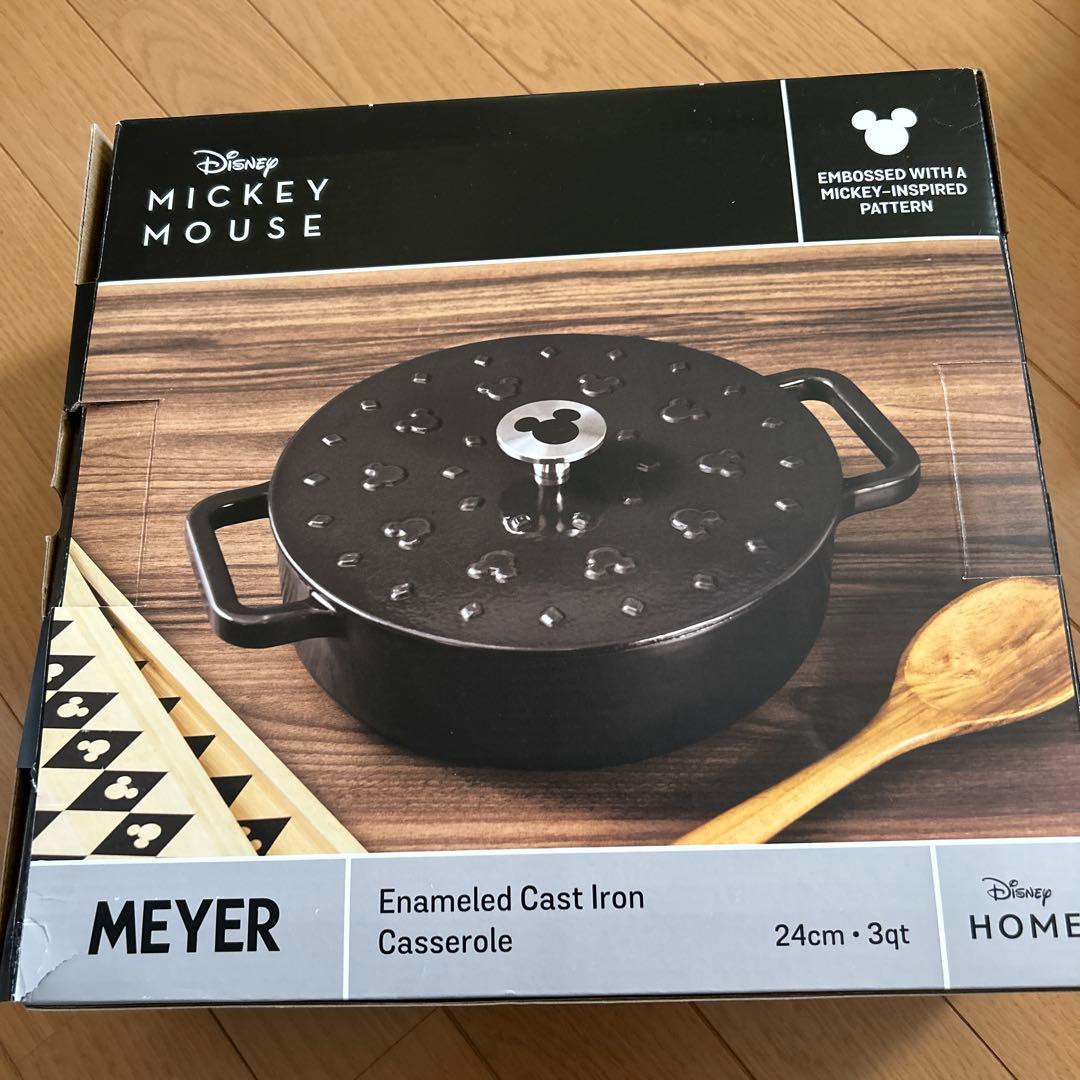 Disney
MICKEY
MOUSE
EMBOSSED WITH A
MICKEY-INSPIRED
PATTERN
MEYER
Enameled Cast Iron
Casserole
24cm • 3qt
Disney
HOME